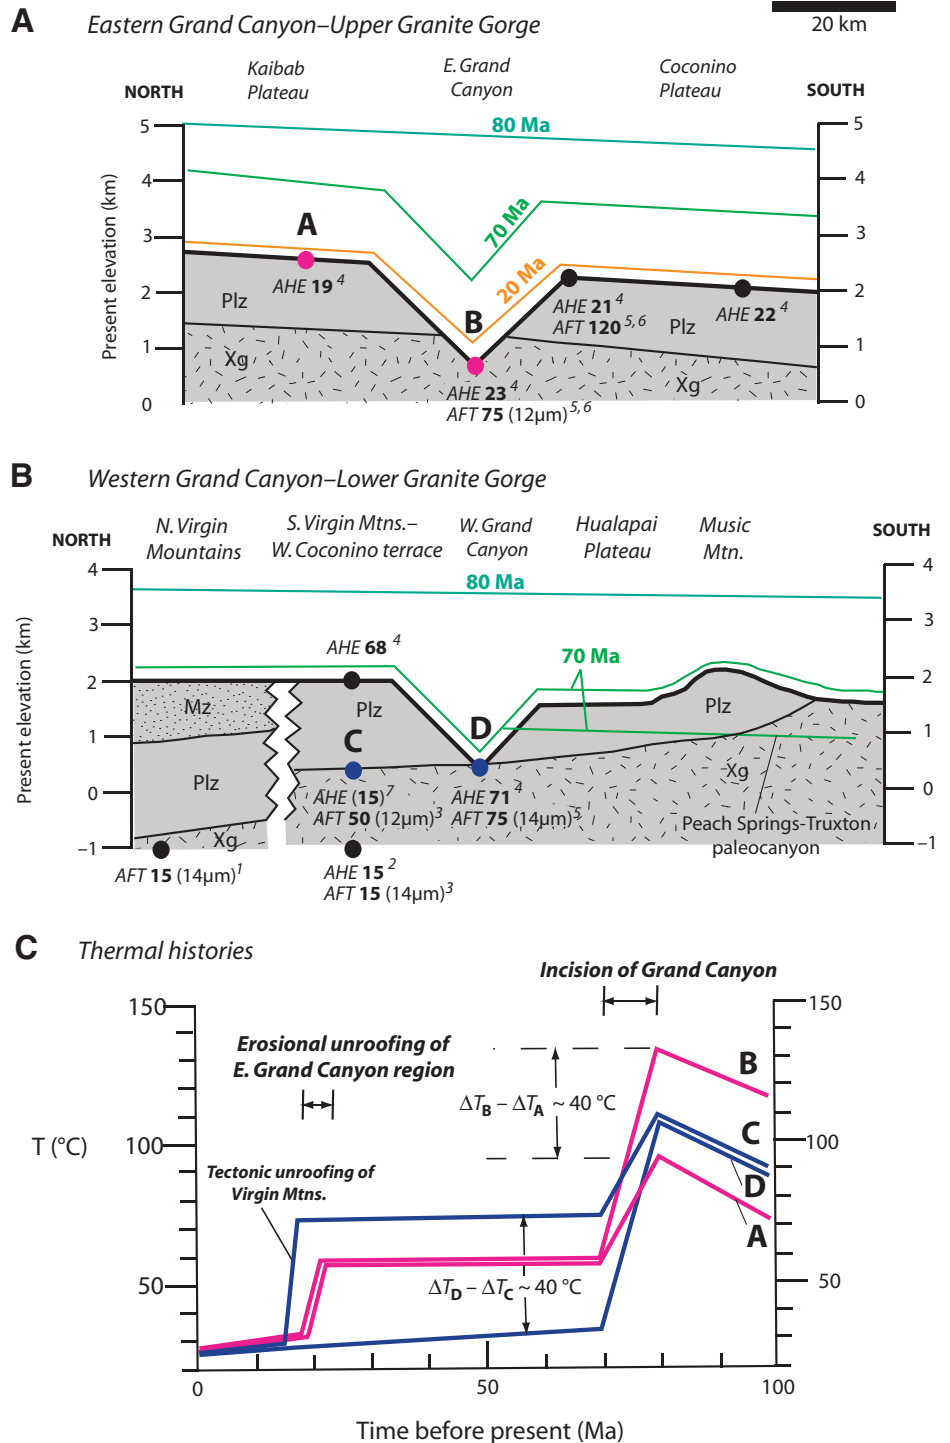 A Eastern Grand Canyon–Upper Granite Gorge
20 km
Kaibab
Plateau
E. Grand
Canyon
Coconino
Plateau
NORTH
SOUTH
80 Ma
70 Ma
20 Ma
Present elevation (km)
5
4
3
2
1
0
5
4
3
2
1
0
A
AHE 19 4
B
AHE 21 4
AFT 120 5,6
AHE 22 4
Plz
Plz
Xg
Xg
AHE 23 4
AFT 75 (12μm) 5,6
B Western Grand Canyon–Lower Granite Gorge
N. Virgin
Mountains
S. Virgin Mtns.–
W. Coconino terrace
W. Grand
Canyon
Hualapai
Plateau
Music
Mtn.
NORTH
SOUTH
80 Ma
70 Ma
Present elevation (km)
4
3
2
1
0
–1
4
3
2
1
0
–1
AHE 68 4
Mz
Plz
Plz
Plz
C
D
Xg
Xg
AHE (15) 7
AFT 50 (12μm) 3
AHE 71 4
AFT 75 (14μm) 5
Peach Springs-Truxton
paleocanyon
AFT 15 (14μm) 1
AHE 15 2
AFT 15 (14μm) 3
C Thermal histories
Incision of Grand Canyon
Erosional unroofing of
E. Grand Canyon region
Tectonic unroofing of
Virgin Mtns.
ΔTB – ΔTA ~ 40 °C
ΔTD – ΔTC ~ 40 °C
B
C
D
A
T (°C)
150
100
50
150
100
50
0
50
100
Time before present (Ma)